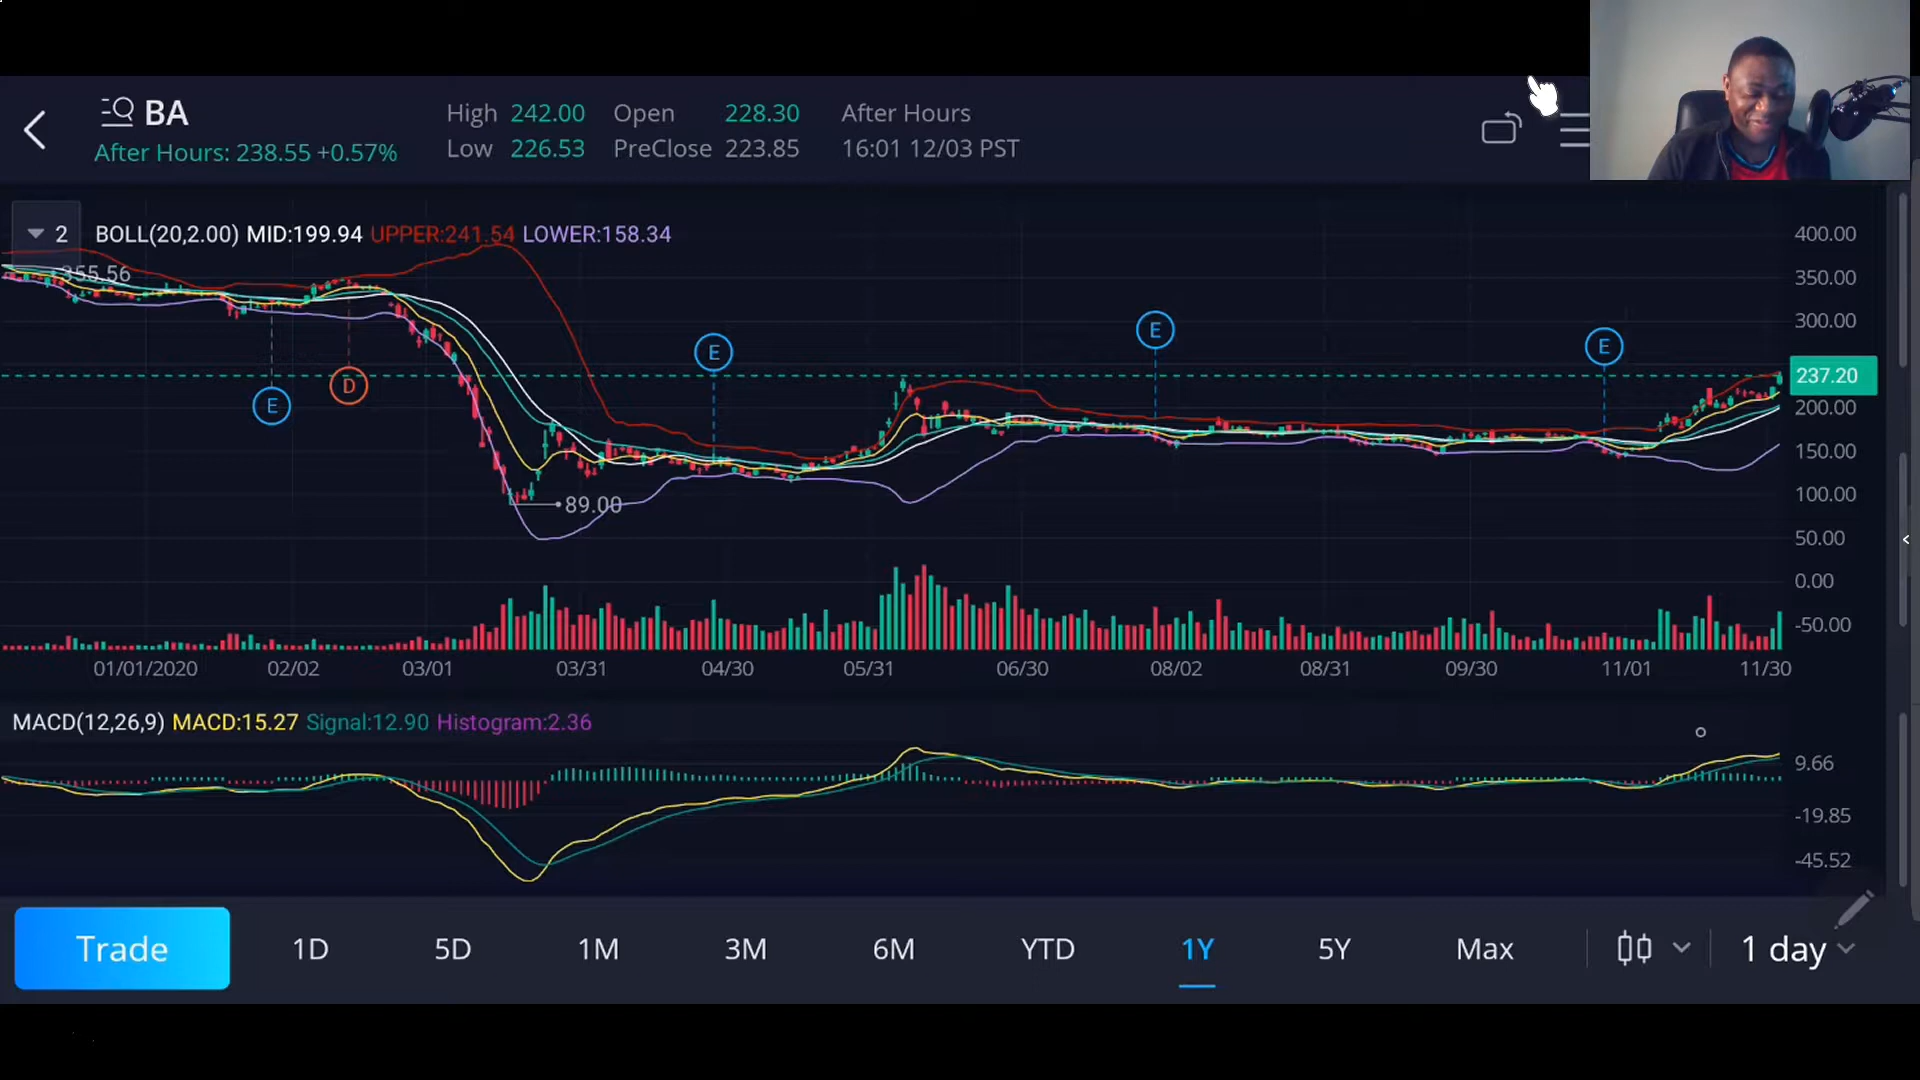 BA
High 242.00 Open 228.30 After Hours
After Hours: 238.55 +0.57%
Low 226.53 PreClose 223.85 16:01 12/03 PST
2 BOLL(20,2.00) MID:199.94 UPPER:241.54 LOWER:158.34
400.00
355.56
350.00
300.00
E
E
E
237.20
D
E
200.00
150.00
100.00
89.00
50.00
0.00
-50.00
01/01/2020 02/02 03/01 03/31 04/30 05/31 06/30 08/02 08/31 09/30 11/01 11/30
MACD(12,26,9) MACD:15.27 Signal:12.90 Histogram:2.36
9.66
-19.85
-45.52
Trade 1D 5D 1M 3M 6M YTD 1Y 5Y Max 1 day